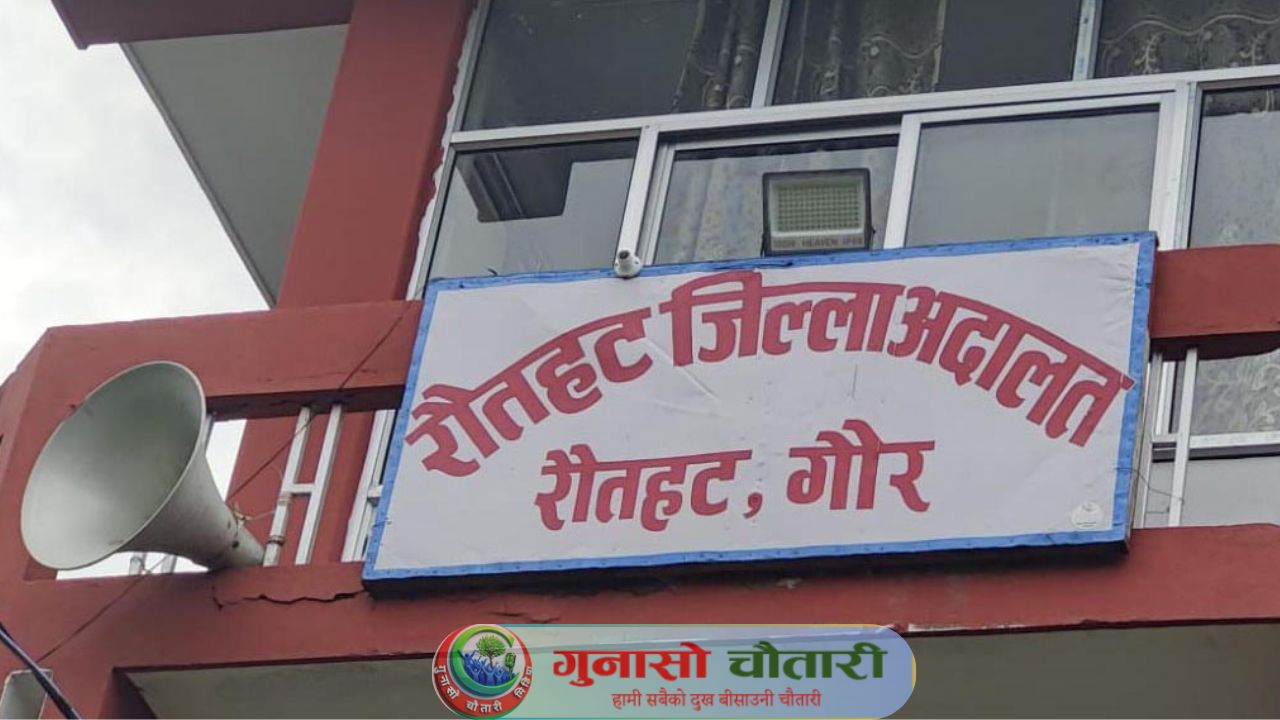 रौतहट जिल्ला अदालत
रौतहट, गौर
गुनासो चौतारी
हामी सबैको दुख बीसाउनी चौतारी
गुनासो चौतारी मिडिया